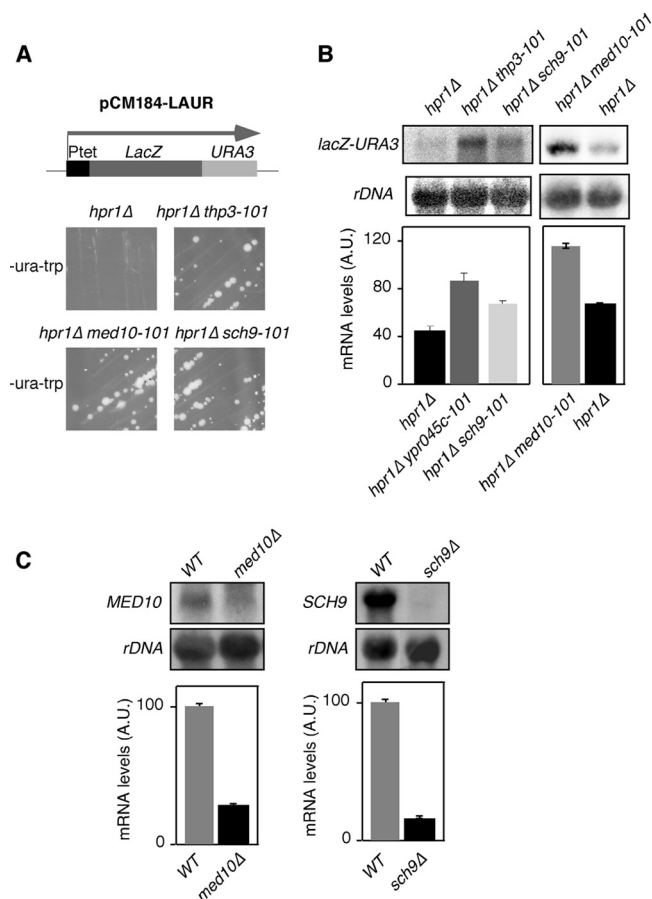 A
pCM184-LAUR
Ptet LacZ URA3
hpr1Δ hpr1Δ thp3-101
-ura-trp
hpr1Δ med10-101 hpr1Δ sch9-101
-ura-trp
B
hpr1Δ hpr1Δ thp3-101 hpr1Δ sch9-101 hpr1Δ med10-101 hpr1Δ
lacZ-URA3
rDNA
mRNA levels (A.U.)
120
80
40
0
hpr1Δ hpr1Δ ypr045c-101 hpr1Δ sch9-101 hpr1Δ med10-101 hpr1Δ
C
WT med10Δ
MED10
rDNA
mRNA levels (A.U.)
100
0
WT med10Δ
WT sch9Δ
SCH9
rDNA
mRNA levels (A.U.)
100
0
WT sch9Δ